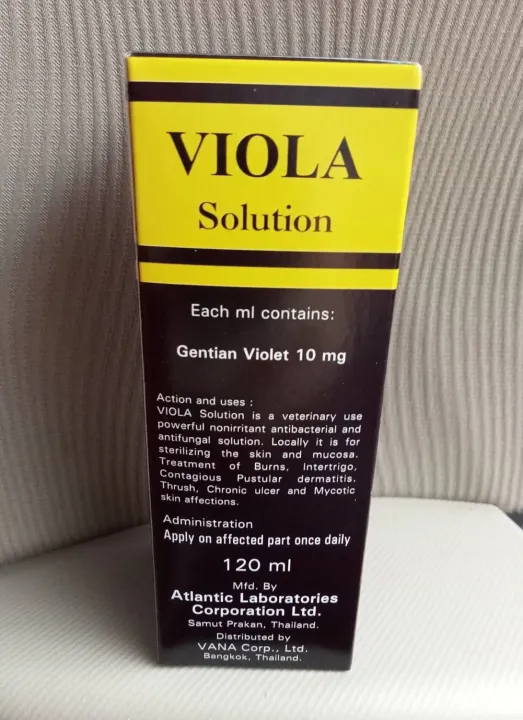 VIOLA
Solution
Each ml contains:
Gentian Violet 10 mg
Action and uses :
VIOLA Solution is a veterinary use
powerful nonirritant antibacterial and
antifungal solution. Locally it is for
sterilizing the skin and mucosa.
Treatment of Burns, Intertrigo,
Contagious Pustular dermatitis.
Thrush, Chronic ulcer and Mycotic
skin affections.
Administration
Apply on affected part once daily
120 ml
Mfd. By
Atlantic Laboratories
Corporation Ltd.
Samut Prakan, Thailand.
Distributed by
VANA Corp., Ltd.
Bangkok, Thailand.